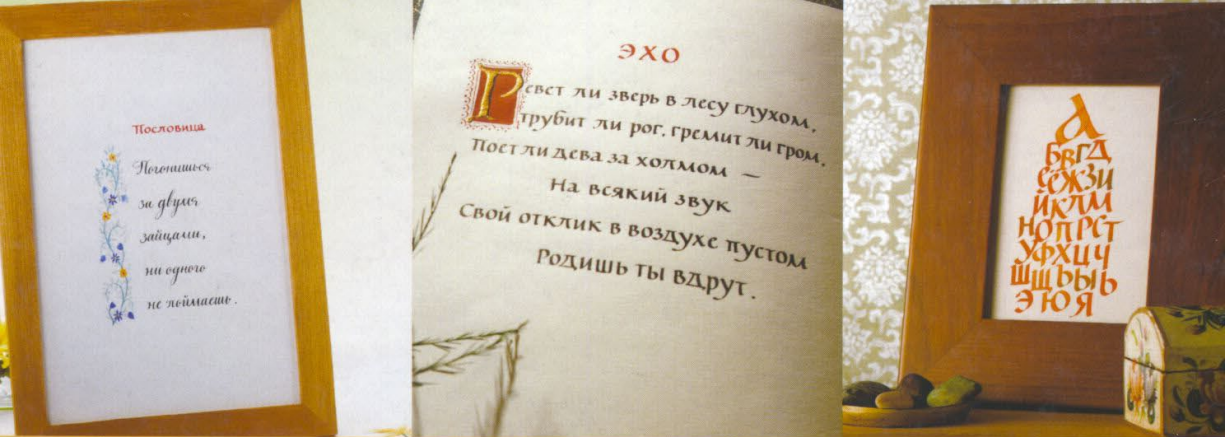 Пословица
Погонишься
за двумя
зайцами,
ни одного
не поймаешь.
ЭХО
Ревет ли зверь в лесу глухом,
трубит ли рог, гремит ли гром,
Поет ли дева за холмом —
На всякий звук
Свой отклик в воздухе пустом
Родишь ты вдруг.
а
БВГД
ЕЁЖЗИ
ЙКЛМ
НОПРСТ
УФХЦЧ
ШЩЪЫЬ
ЭЮЯ